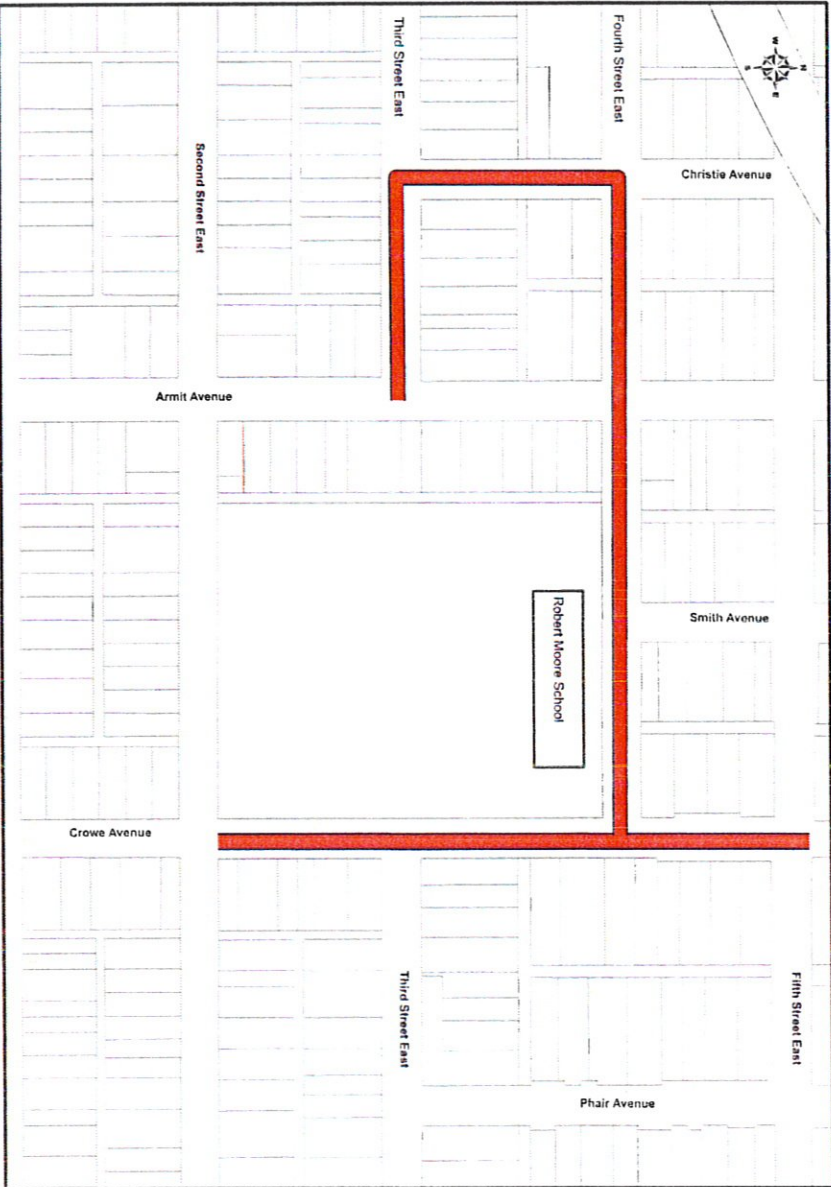 Third Street East
Fourth Street East
W
N
S
E
Christie Avenue
Second Street East
Armit Avenue
Robert Moore School
Smith Avenue
Crowe Avenue
Third Street East
Fifth Street East
Phair Avenue